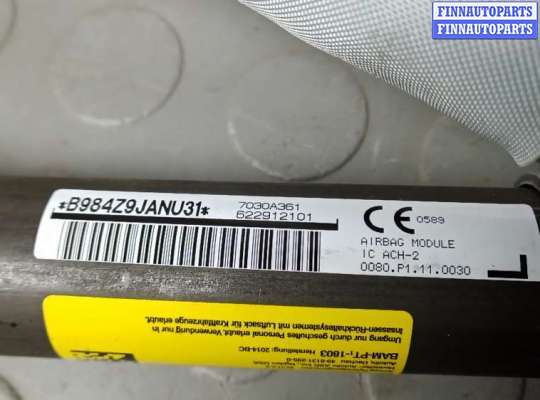 FINNAUTOPARTS
FINNAUTOPARTS
*B984Z9JANU31*
7030A361
622912101
CE 0589
AIRBAG MODULE
IC ACH-2
0080.P1.11.0030
Umgang nur durch geschultes Personal erlaubt. Verwendung nur in
Insassen-Rückhaltesystemen mit Luftsack für Kraftfahrzeuge erlaubt.
BAM-PT₁-1803 Herstellung: 2014-BC